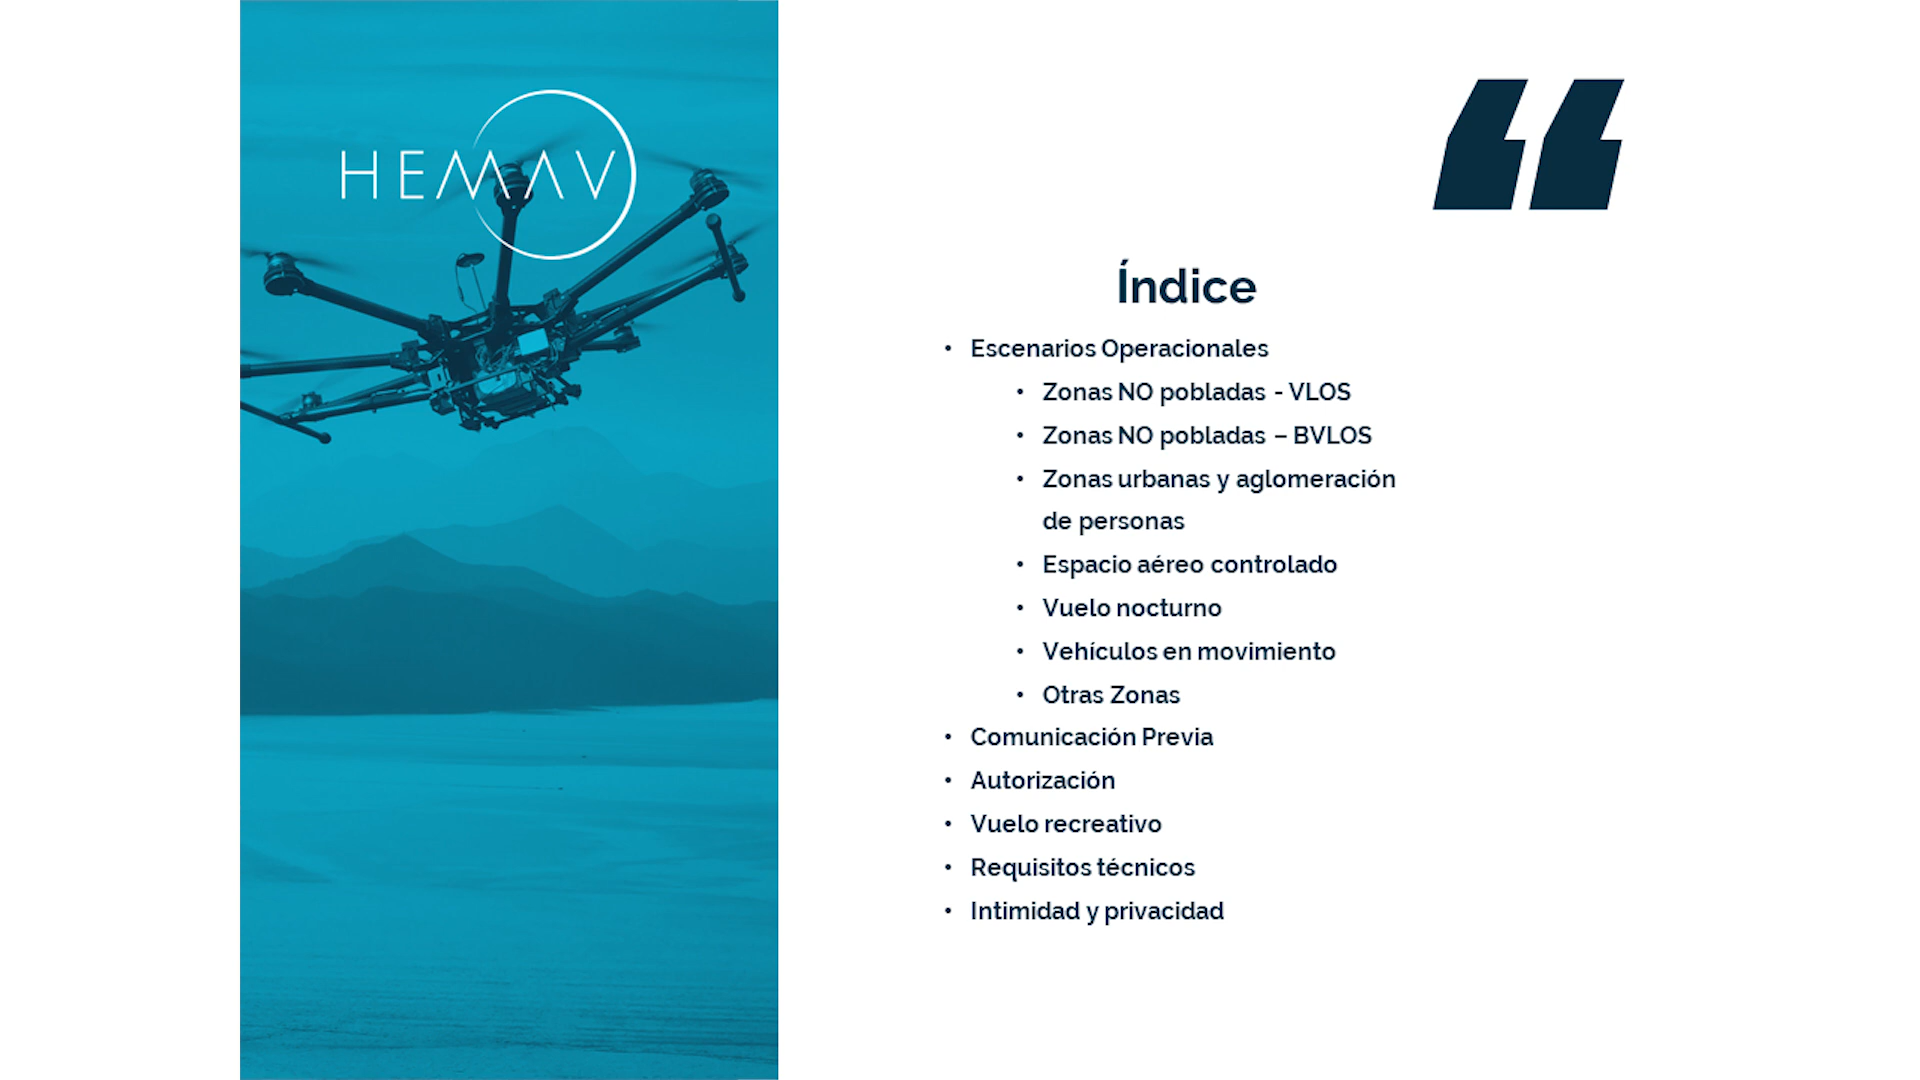 HEMAV
Índice
• Escenarios Operacionales
• Zonas NO pobladas - VLOS
• Zonas NO pobladas – BVLOS
• Zonas urbanas y aglomeración
de personas
• Espacio aéreo controlado
• Vuelo nocturno
• Vehículos en movimiento
• Otras Zonas
• Comunicación Previa
• Autorización
• Vuelo recreativo
• Requisitos técnicos
• Intimidad y privacidad